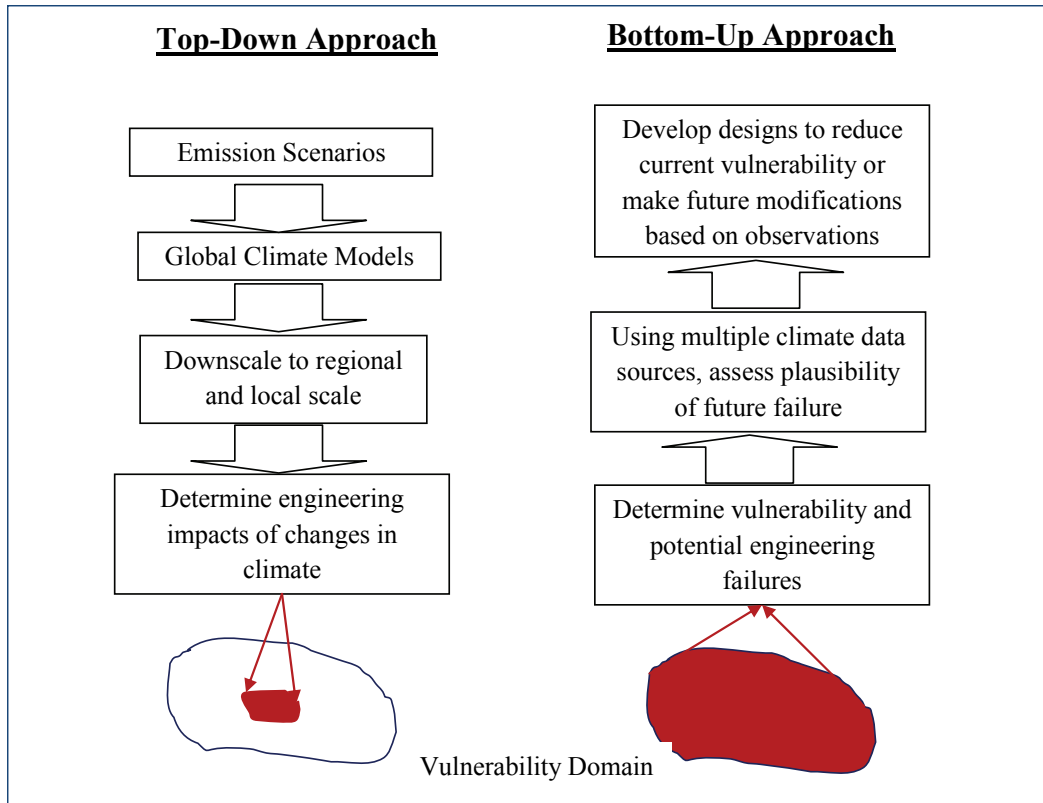 Top-Down Approach
Emission Scenarios
Global Climate Models
Downscale to regional
and local scale
Determine engineering
impacts of changes in
climate
Bottom-Up Approach
Develop designs to reduce
current vulnerability or
make future modifications
based on observations
Using multiple climate data
sources, assess plausibility
of future failure
Determine vulnerability and
potential engineering
failures
Vulnerability Domain